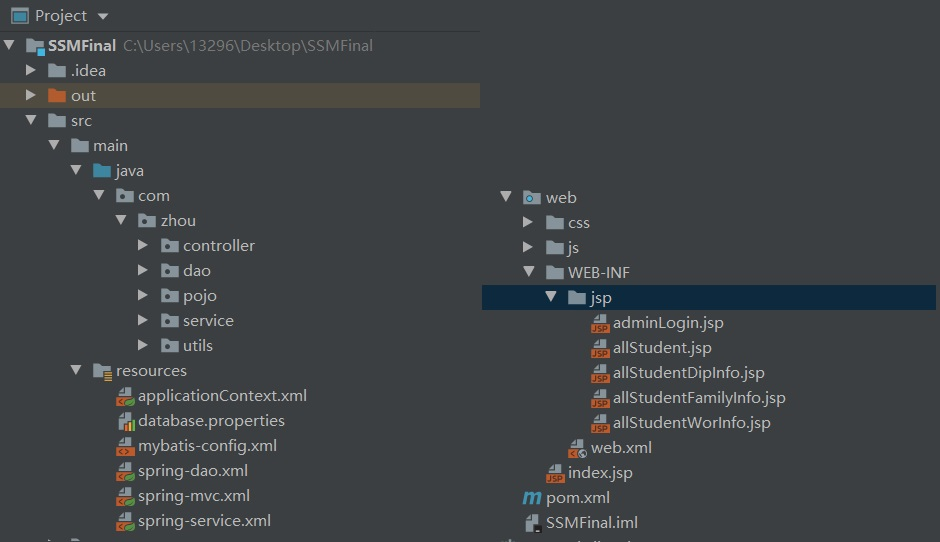 Project
SSMFinal C:\Users\13296\Desktop\SSMFinal
.idea
out
src
main
java
com
zhou
controller
dao
pojo
service
utils
resources
applicationContext.xml
database.properties
mybatis-config.xml
spring-dao.xml
spring-mvc.xml
spring-service.xml
web
css
js
WEB-INF
jsp
adminLogin.jsp
allStudent.jsp
allStudentDipInfo.jsp
allStudentFamilyInfo.jsp
allStudentWorInfo.jsp
web.xml
index.jsp
pom.xml
SSMFinal.iml